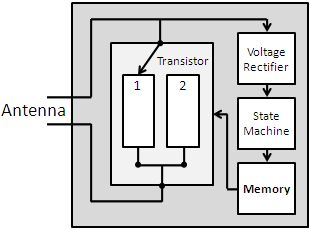 Transistor
Voltage
Rectifier
1 2
Antenna
State
Machine
Memory